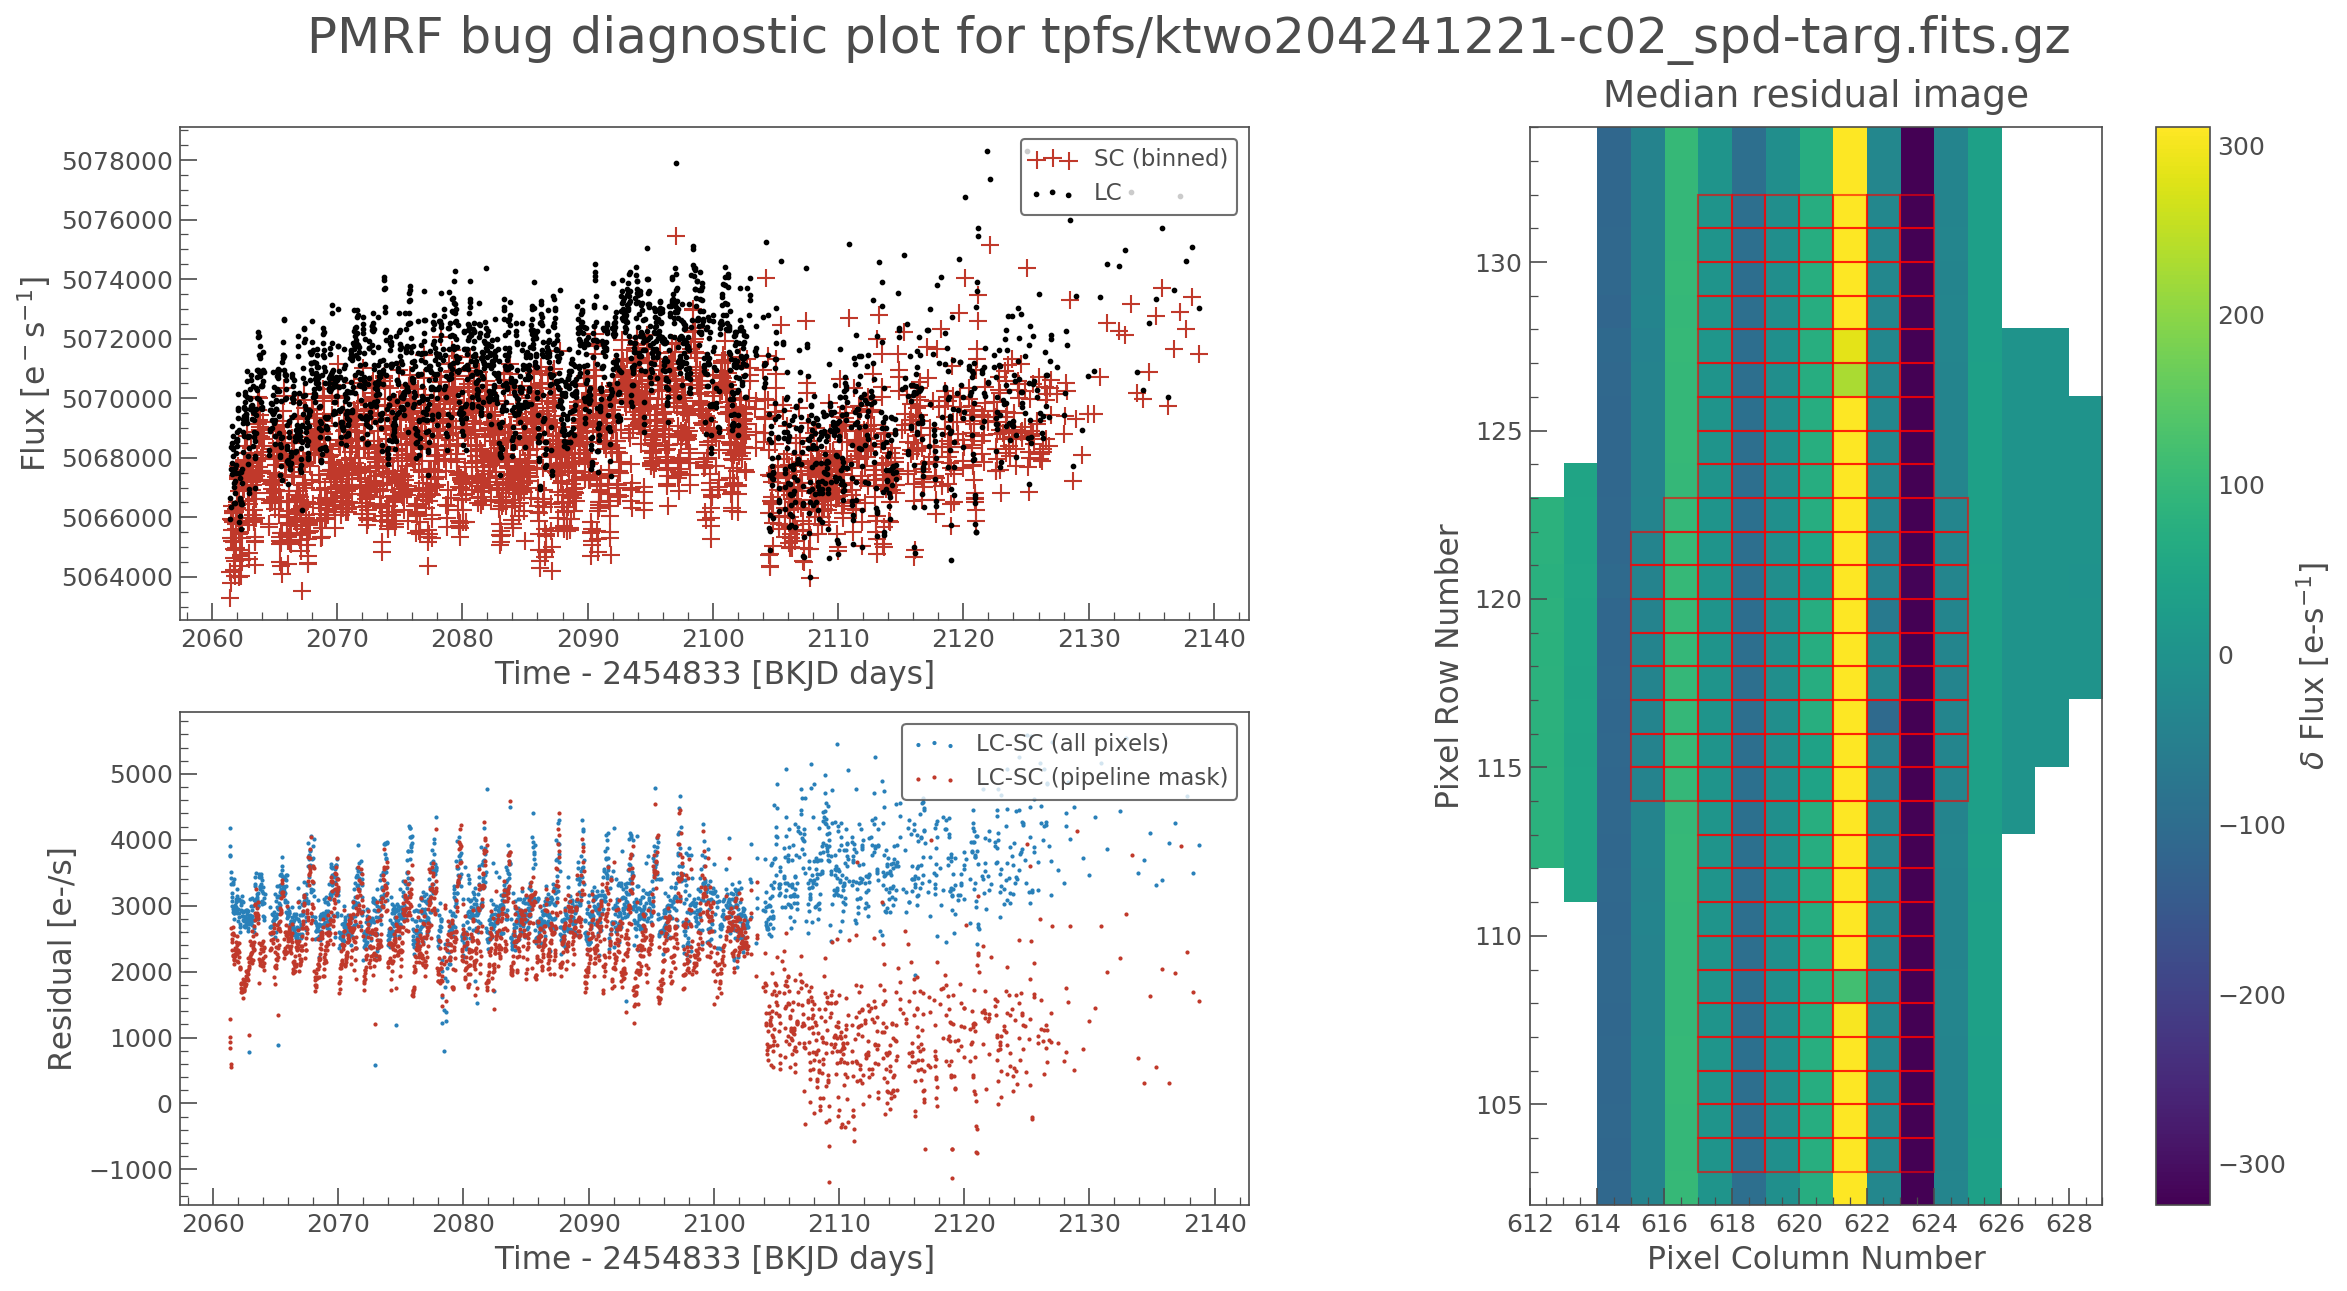 PMRF bug diagnostic plot for tpfs/ktwo204241221-c02_spd-targ.fits.gz
Flux [e⁻ s⁻¹]
5078000
5076000
5074000
5072000
5070000
5068000
5066000
5064000
SC (binned)
LC
2060 2070 2080 2090 2100 2110 2120 2130 2140
Time - 2454833 [BKJD days]
Residual [e-/s]
5000
4000
3000
2000
1000
0
−1000
LC-SC (all pixels)
LC-SC (pipeline mask)
2060 2070 2080 2090 2100 2110 2120 2130 2140
Time - 2454833 [BKJD days]
Median residual image
Pixel Row Number
130
125
120
115
110
105
612 614 616 618 620 622 624 626 628
Pixel Column Number
300
200
100
0
−100
−200
−300
δ Flux [e-s⁻¹]